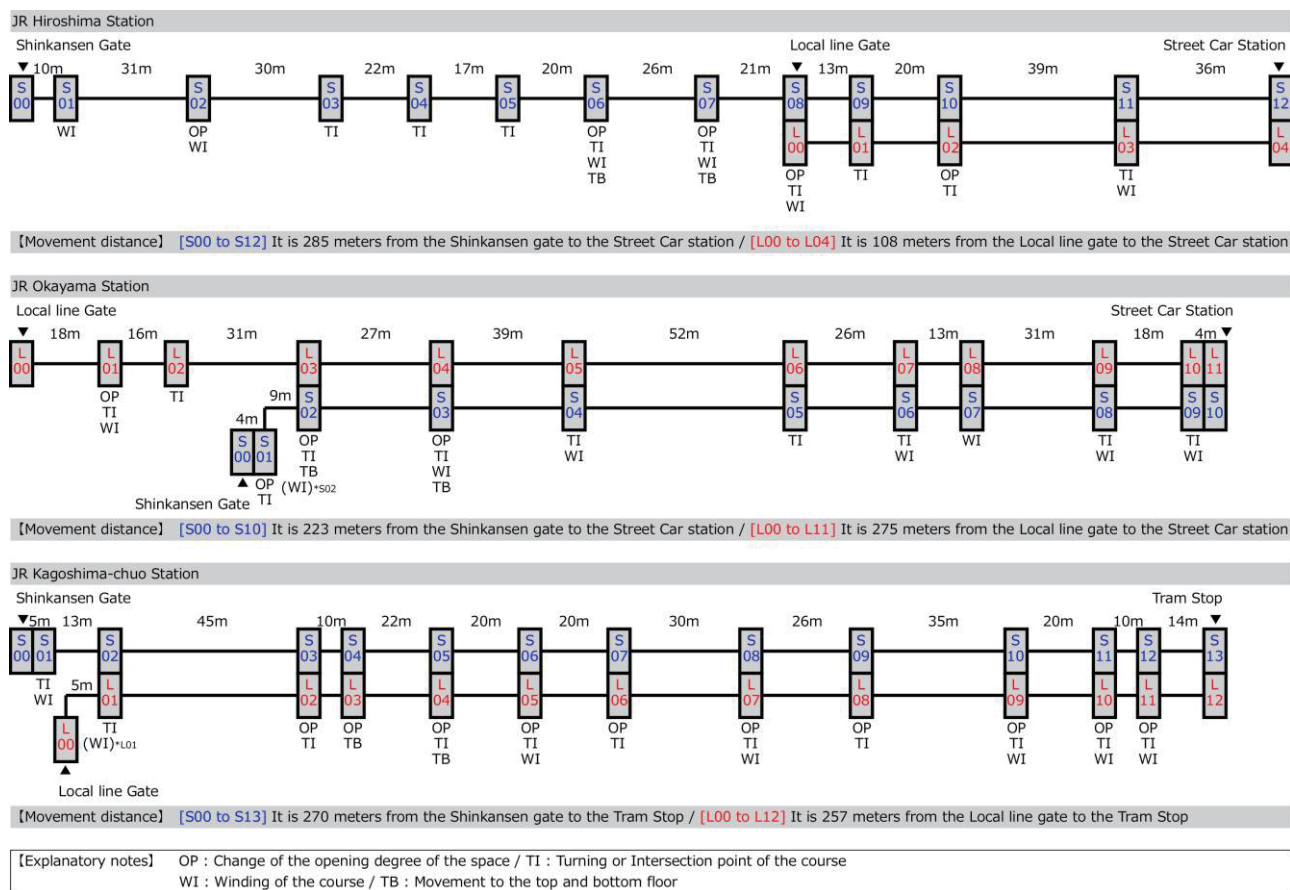 JR Hiroshima Station
Shinkansen Gate Local line Gate Street Car Station
10m 31m 30m 22m 17m 20m 26m 21m 13m 20m 39m 36m
S 00 S 01 S 02 S 03 S 04 S 05 S 06 S 07 S 08 S 09 S 10 S 11 S 12
L 00 L 01 L 02 L 03 L 04
WI OP TI TI TI OP OP
WI TI TI
WI WI
TB TB
OP TI OP TI
TI TI WI
WI
【Movement distance】 [S00 to S12] It is 285 meters from the Shinkansen gate to the Street Car station / [L00 to L04] It is 108 meters from the Local line gate to the Street Car station
JR Okayama Station
Local line Gate Street Car Station
18m 16m 31m 27m 39m 52m 26m 13m 31m 18m 4m
L 00 L 01 L 02 L 03 L 04 L 05 L 06 L 07 L 08 L 09 L 10 L 11
OP TI
TI
WI
9m
4m
S 00 S 01 S 02 S 03 S 04 S 05 S 06 S 07 S 08 S 09 S 10
OP OP TI TI TI WI TI TI
TI TI WI WI WI WI
TB WI
(WI)*S02 TB
OP
TI
Shinkansen Gate
【Movement distance】 [S00 to S10] It is 223 meters from the Shinkansen gate to the Street Car station / [L00 to L11] It is 275 meters from the Local line gate to the Street Car station
JR Kagoshima-chuo Station
Shinkansen Gate Tram Stop
5m 13m 45m 10m 22m 20m 20m 30m 26m 35m 20m 10m 14m
S 00 S 01 S 02 S 03 S 04 S 05 S 06 S 07 S 08 S 09 S 10 S 11 S 12 S 13
TI
WI
5m
L 00 L 01 L 02 L 03 L 04 L 05 L 06 L 07 L 08 L 09 L 10 L 11 L 12
TI OP OP OP OP OP OP OP OP OP OP
(WI)*L01 TI TB TI TI TI TI TI TI TI TI
TB WI WI WI WI WI
Local line Gate
【Movement distance】 [S00 to S13] It is 270 meters from the Shinkansen gate to the Tram Stop / [L00 to L12] It is 257 meters from the Local line gate to the Tram Stop
【Explanatory notes】 OP : Change of the opening degree of the space / TI : Turning or Intersection point of the course
WI : Winding of the course / TB : Movement to the top and bottom floor